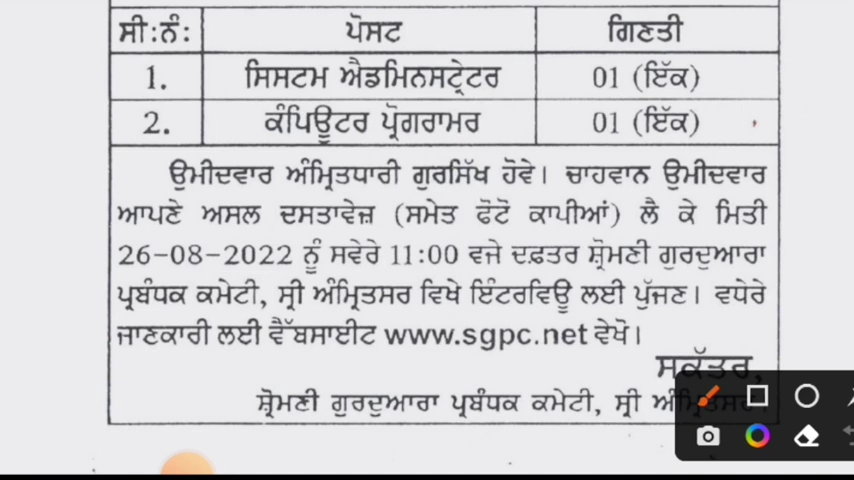 ਸੀ:ਨੰ: ਪੋਸਟ ਗਿਣਤੀ
1. ਸਿਸਟਮ ਐਡਮਿਨਸਟ੍ਰੇਟਰ 01 (ਇੱਕ)
2. ਕੰਪਿਊਟਰ ਪ੍ਰੋਗਰਾਮਰ 01 (ਇੱਕ)
ਉਮੀਦਵਾਰ ਅੰਮ੍ਰਿਤਧਾਰੀ ਗੁਰਸਿੱਖ ਹੋਵੇ। ਚਾਹਵਾਨ ਉਮੀਦਵਾਰ
ਆਪਣੇ ਅਸਲ ਦਸਤਾਵੇਜ਼ (ਸਮੇਤ ਫੋਟੋ ਕਾਪੀਆਂ) ਲੈ ਕੇ ਮਿਤੀ
26-08-2022 ਨੂੰ ਸਵੇਰੇ 11:00 ਵਜੇ ਦਫ਼ਤਰ ਸ਼੍ਰੋਮਣੀ ਗੁਰਦੁਆਰਾ
ਪ੍ਰਬੰਧਕ ਕਮੇਟੀ, ਸ੍ਰੀ ਅੰਮ੍ਰਿਤਸਰ ਵਿਖੇ ਇੰਟਰਵਿਊ ਲਈ ਪੁੱਜਣ। ਵਧੇਰੇ
ਜਾਣਕਾਰੀ ਲਈ ਵੈੱਬਸਾਈਟ www.sgpc.net ਵੇਖੋ।
ਸਕੱਤਰ,
ਸ਼੍ਰੋਮਣੀ ਗੁਰਦੁਆਰਾ ਪ੍ਰਬੰਧਕ ਕਮੇਟੀ, ਸ੍ਰੀ ਅੰਮ੍ਰਿਤਸਰ।